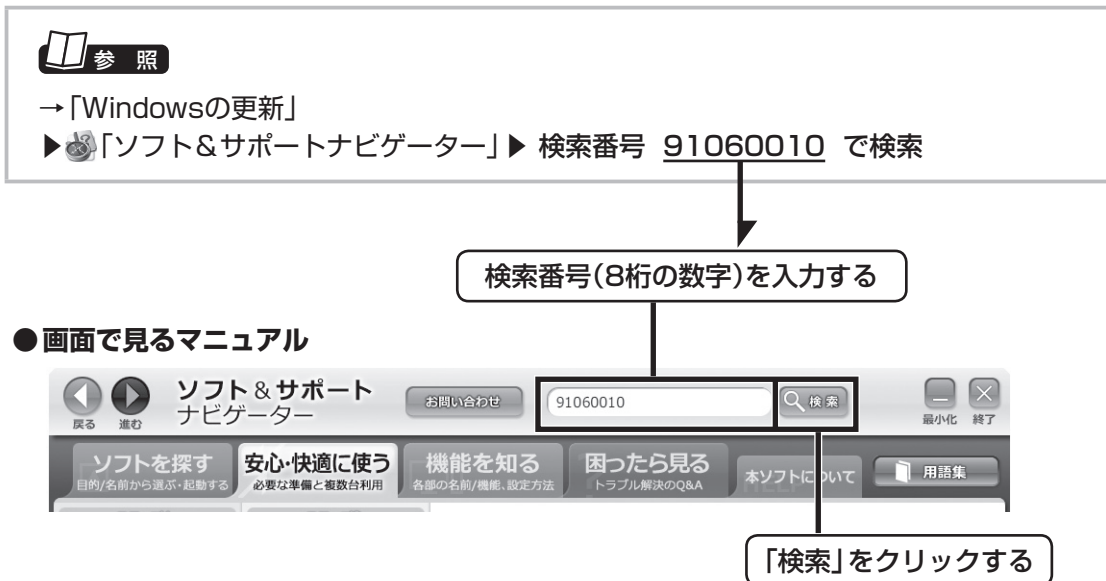 参 照
→「Windowsの更新」
▶「ソフト&サポートナビゲーター」▶ 検索番号 91060010 で検索
検索番号(8桁の数字)を入力する
●画面で見るマニュアル
戻る 進む ソフト&サポート ナビゲーター お問い合わせ 91060010 検索 最小化 終了
ソフトを探す 安心・快適に使う 機能を知る 困ったら見る 本ソフトについて 用語集
目的/名前から選ぶ・起動する 必要な準備と複数台利用 各部の名前/機能、設定方法 トラブル解決のQ&A
「検索」をクリックする